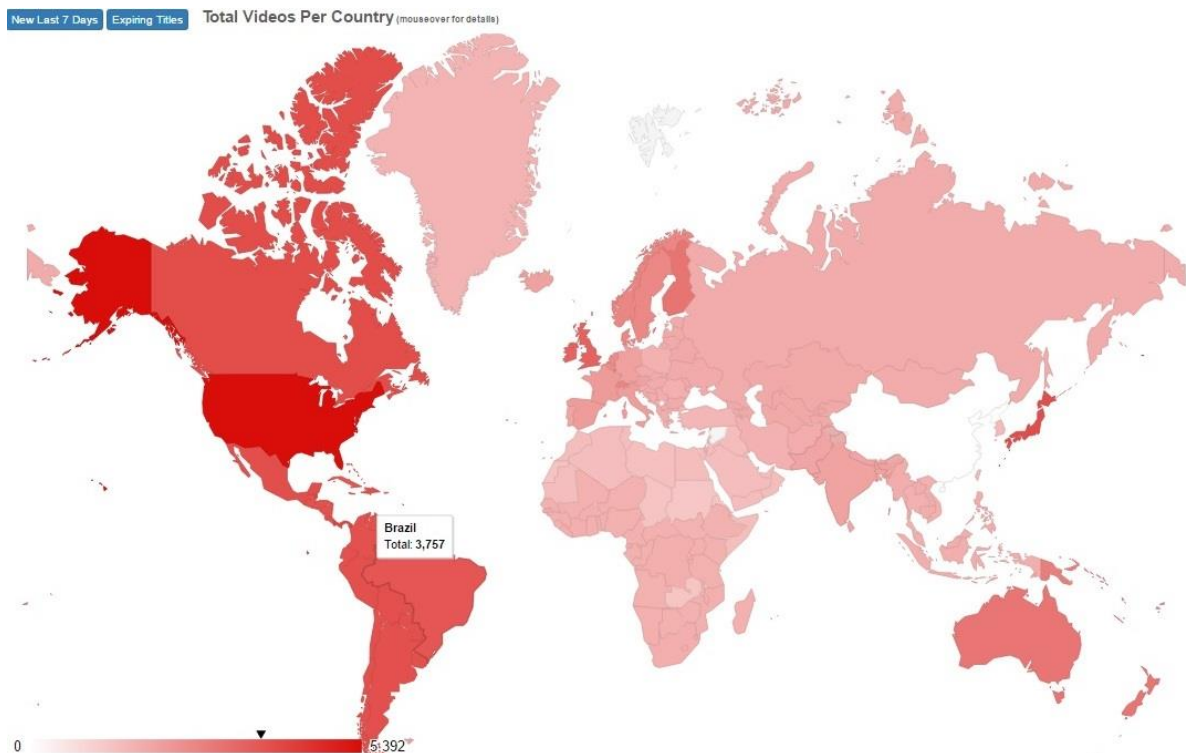 New Last 7 Days Expiring Titles Total Videos Per Country (mouseover for details)
Brazil
Total: 3,757
0 5,392